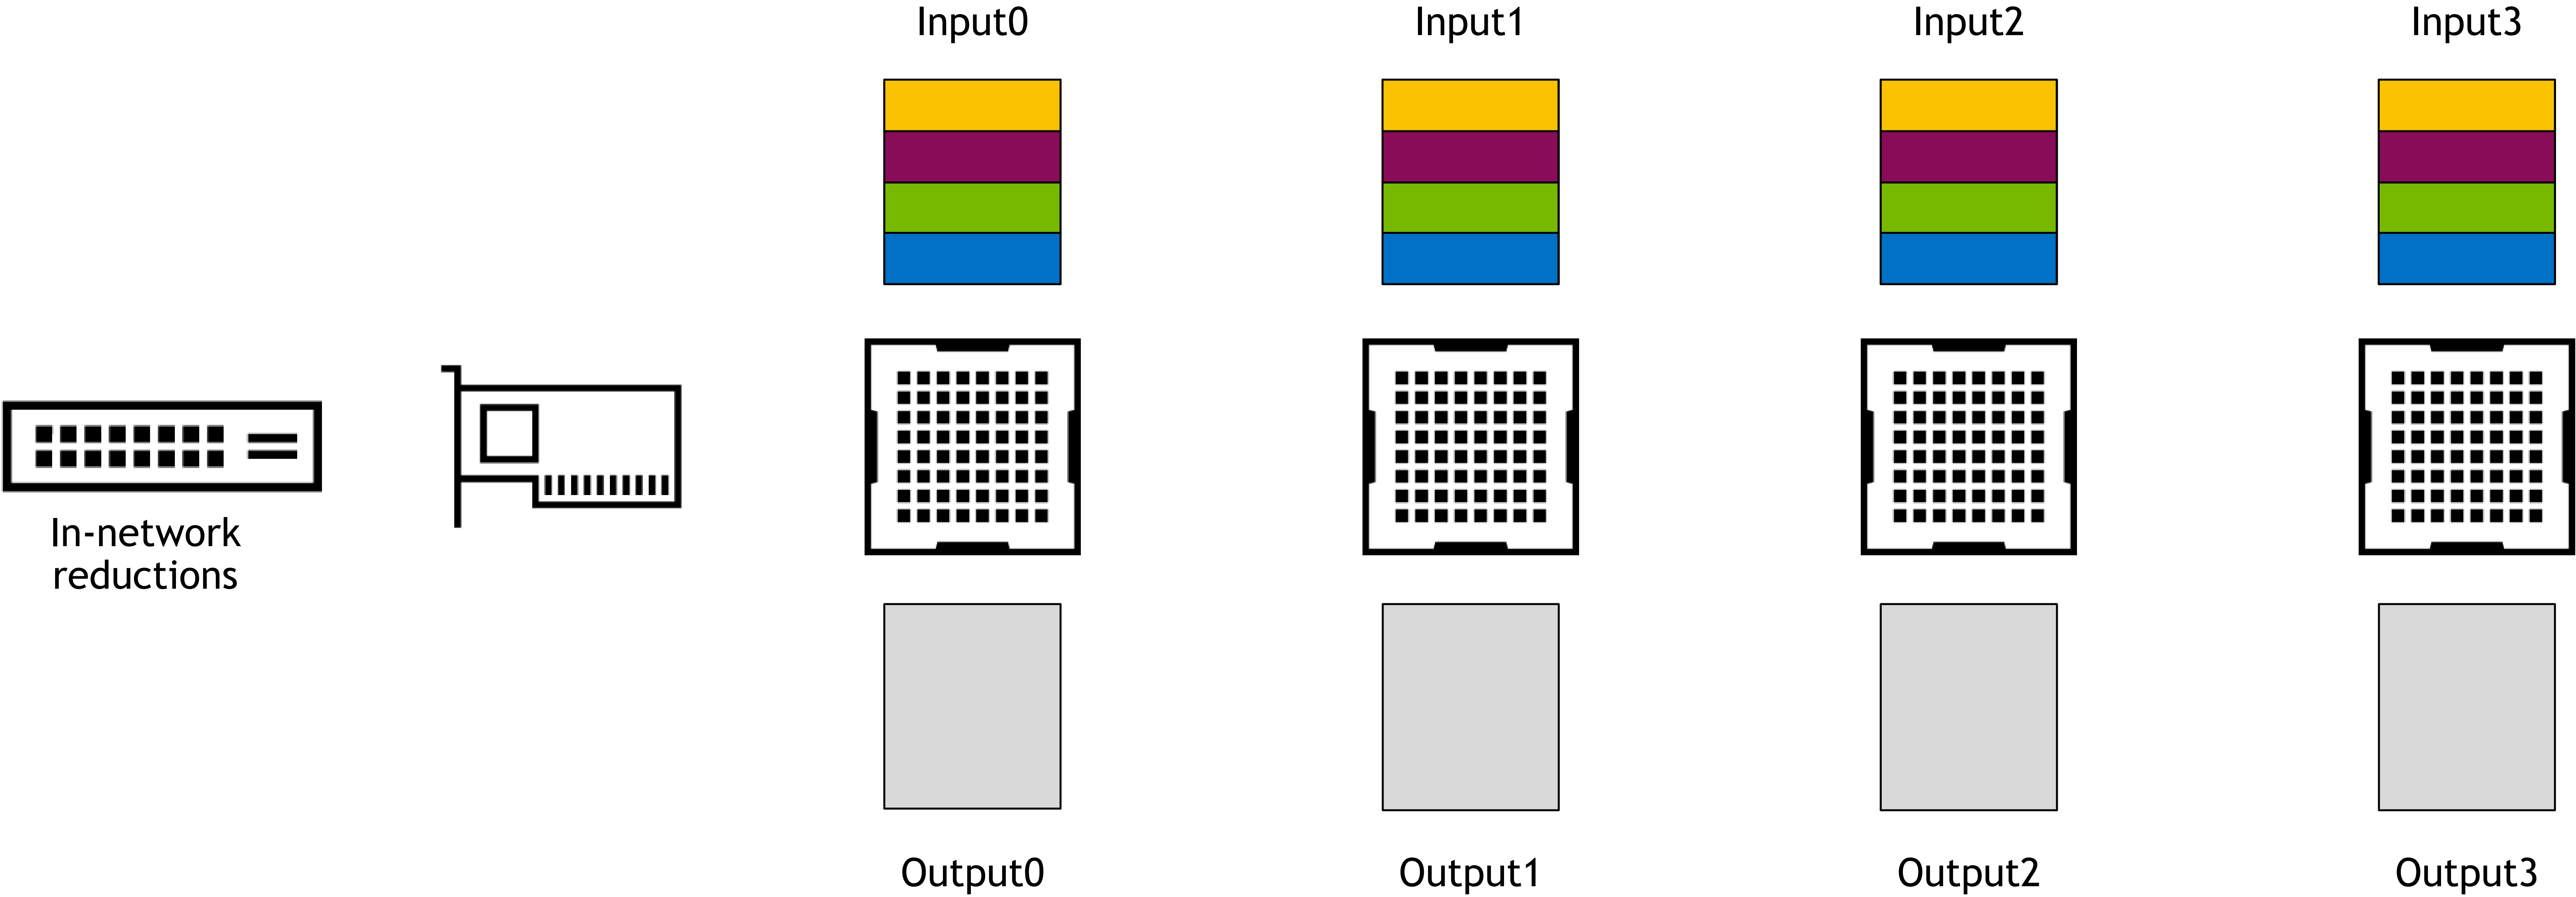 Input0
Input1
Input2
Input3
In-network
reductions
Output0
Output1
Output2
Output3